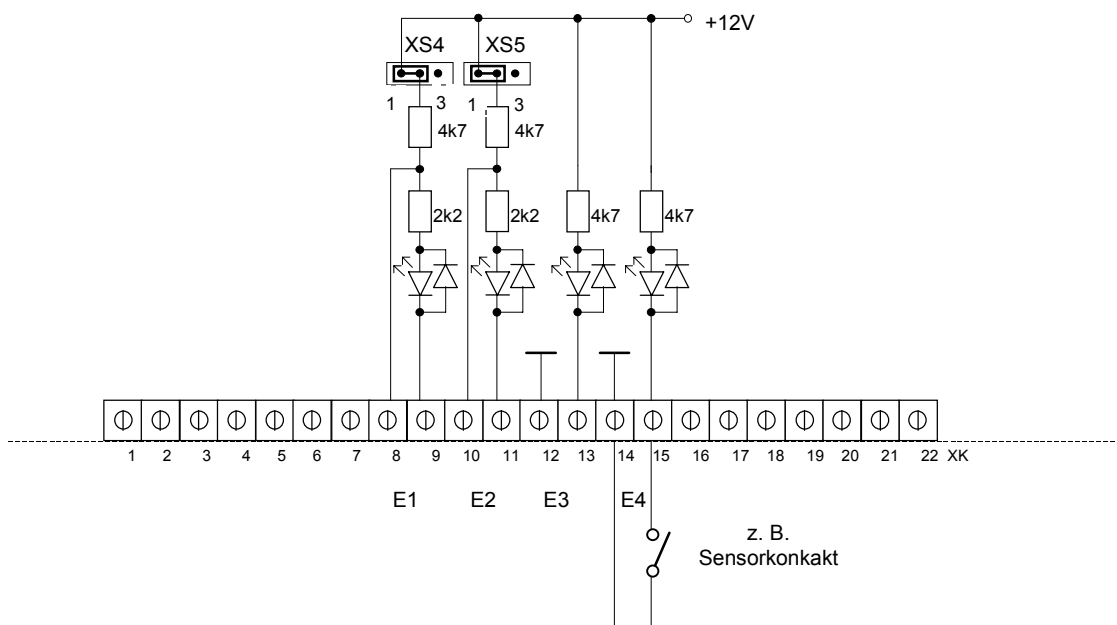 +12V
XS4 XS5
1 3 1 3
4k7 4k7
2k2 2k2 4k7 4k7
1 2 3 4 5 6 7 8 9 10 11 12 13 14 15 16 17 18 19 20 21 22 XK
E1 E2 E3 E4
z. B.
Sensorkonkakt